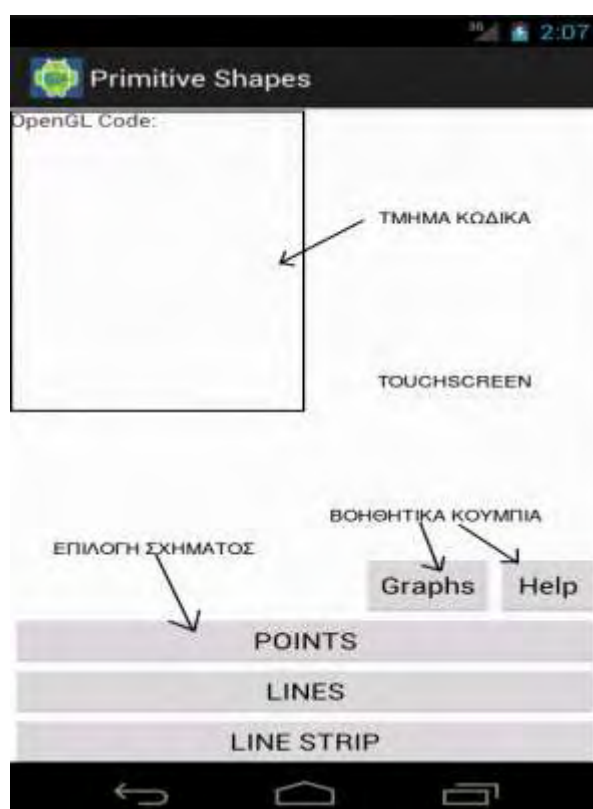 3G 2:07
Primitive Shapes
OpenGL Code:
ΤΜΗΜΑ ΚΩΔΙΚΑ
TOUCHSCREEN
ΒΟΗΘΗΤΙΚΑ ΚΟΥΜΠΙΑ
ΕΠΙΛΟΓΗ ΣΧΗΜΑΤΟΣ
Graphs Help
POINTS
LINES
LINE STRIP